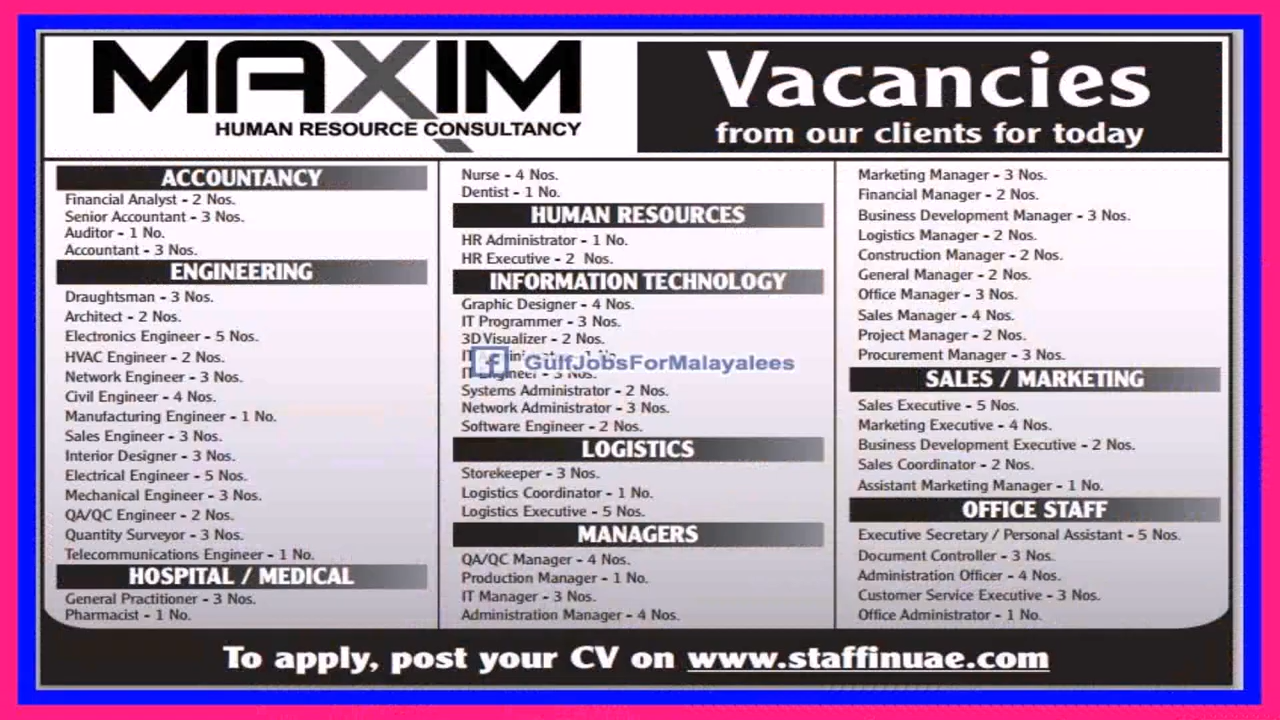 MAXIM
HUMAN RESOURCE CONSULTANCY
Vacancies
from our clients for today
ACCOUNTANCY
Financial Analyst - 2 Nos.
Senior Accountant - 3 Nos.
Auditor - 1 No.
Accountant - 3 Nos.
ENGINEERING
Draughtsman - 3 Nos.
Architect - 2 Nos.
Electronics Engineer - 5 Nos.
HVAC Engineer - 2 Nos.
Network Engineer - 3 Nos.
Civil Engineer - 4 Nos.
Manufacturing Engineer - 1 No.
Sales Engineer - 3 Nos.
Interior Designer - 3 Nos.
Electrical Engineer - 5 Nos.
Mechanical Engineer - 3 Nos.
QA/QC Engineer - 2 Nos.
Quantity Surveyor - 3 Nos.
Telecommunications Engineer - 1 No.
HOSPITAL / MEDICAL
General Practitioner - 3 Nos.
Pharmacist - 1 No.
Nurse - 4 Nos.
Dentist - 1 No.
HUMAN RESOURCES
HR Administrator - 1 No.
HR Executive - 2 Nos.
INFORMATION TECHNOLOGY
Graphic Designer - 4 Nos.
IT Programmer - 3 Nos.
3D Visualizer - 2 Nos.
IT
GulfJobsForMalayalees
IT Engineer - 3 Nos.
Systems Administrator - 2 Nos.
Network Administrator - 3 Nos.
Software Engineer - 2 Nos.
LOGISTICS
Storekeeper - 3 Nos.
Logistics Coordinator - 1 No.
Logistics Executive - 5 Nos.
MANAGERS
QA/QC Manager - 4 Nos.
Production Manager - 1 No.
IT Manager - 3 Nos.
Administration Manager - 4 Nos.
Marketing Manager - 3 Nos.
Financial Manager - 2 Nos.
Business Development Manager - 3 Nos.
Logistics Manager - 2 Nos.
Construction Manager - 2 Nos.
General Manager - 2 Nos.
Office Manager - 3 Nos.
Sales Manager - 4 Nos.
Project Manager - 2 Nos.
Procurement Manager - 3 Nos.
SALES / MARKETING
Sales Executive - 5 Nos.
Marketing Executive - 4 Nos.
Business Development Executive - 2 Nos.
Sales Coordinator - 2 Nos.
Assistant Marketing Manager - 1 No.
OFFICE STAFF
Executive Secretary / Personal Assistant - 5 Nos.
Document Controller - 3 Nos.
Administration Officer - 4 Nos.
Customer Service Executive - 3 Nos.
Office Administrator - 1 No.
To apply, post your CV on www.staffinuae.com